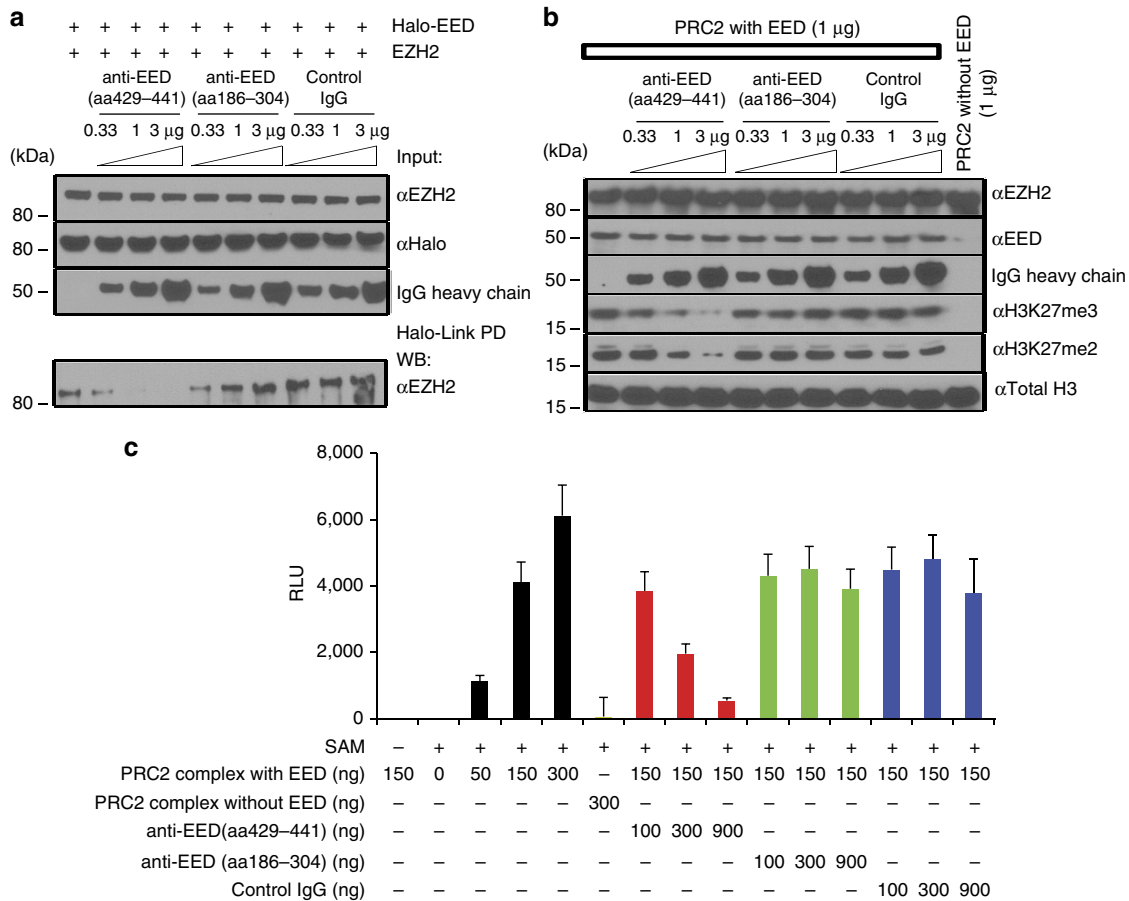 a
+ + + + + + + + + + Halo-EED
+ + + + + + + + + + EZH2
anti-EED (aa429–441) anti-EED (aa186–304) Control IgG
0.33 1 3 µg 0.33 1 3 µg 0.33 1 3 µg
(kDa) Input:
80 – αEZH2
80 – αHalo
50 – IgG heavy chain
Halo-Link PD
WB:
80 – αEZH2
b
PRC2 with EED (1 µg)
PRC2 without EED (1 µg)
anti-EED (aa429–441) anti-EED (aa186–304) Control IgG
0.33 1 3 µg 0.33 1 3 µg 0.33 1 3 µg
(kDa)
80 – αEZH2
50 – αEED
50 – IgG heavy chain
15 – αH3K27me3
15 – αH3K27me2
15 – αTotal H3
c
8,000
6,000
4,000
2,000
0
RLU
SAM – + + + + + + + + + + + + + +
PRC2 complex with EED (ng) 150 0 50 150 300 – 150 150 150 150 150 150 150 150 150
PRC2 complex without EED (ng) – – – – – 300 – – – – – – – – –
anti-EED(aa429–441) (ng) – – – – – – 100 300 900 – – – – – –
anti-EED (aa186–304) (ng) – – – – – – – – – 100 300 900 – – –
Control IgG (ng) – – – – – – – – – – – – 100 300 900